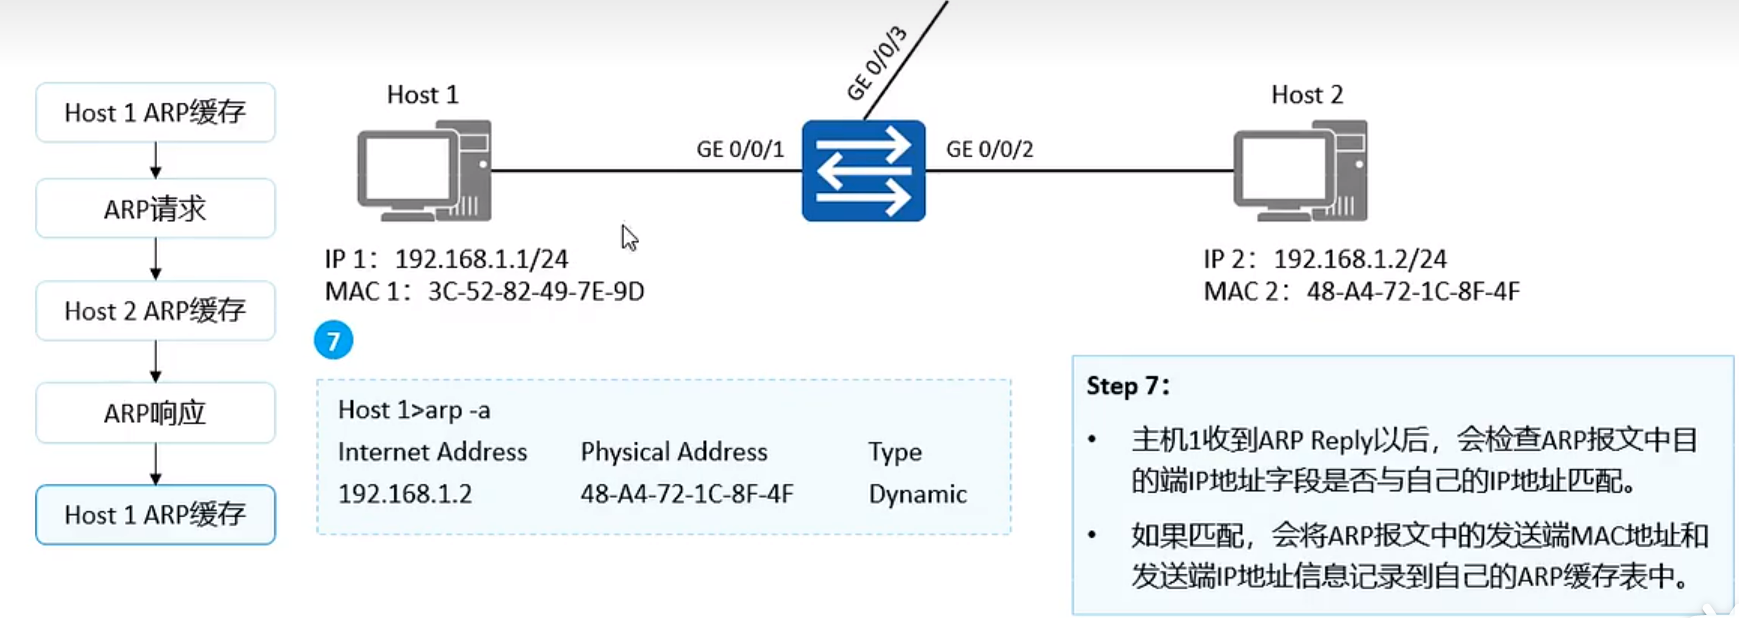 Host 1 ARP缓存
ARP请求
Host 2 ARP缓存
ARP响应
Host 1 ARP缓存
GE 0/0/3
Host 1
Host 2
GE 0/0/1
GE 0/0/2
IP 1：192.168.1.1/24
MAC 1：3C-52-82-49-7E-9D
IP 2：192.168.1.2/24
MAC 2：48-A4-72-1C-8F-4F
7
Host 1>arp -a
Internet Address Physical Address Type
192.168.1.2 48-A4-72-1C-8F-4F Dynamic
Step 7：
• 主机1收到ARP Reply以后，会检查ARP报文中目
的端IP地址字段是否与自己的IP地址匹配。
• 如果匹配，会将ARP报文中的发送端MAC地址和
发送端IP地址信息记录到自己的ARP缓存表中。